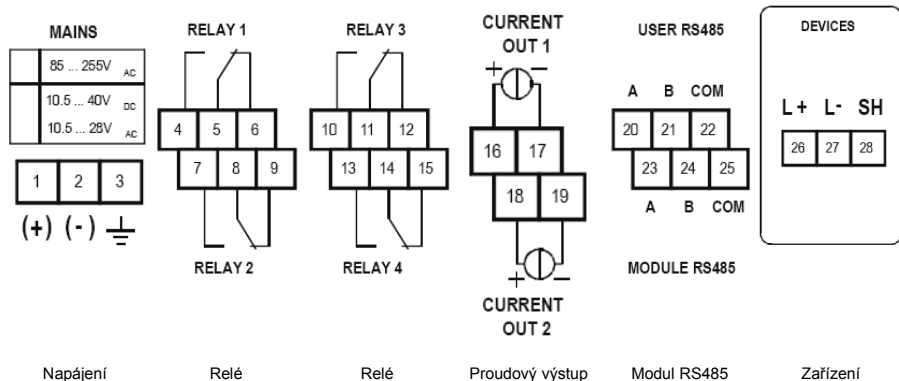 MAINS
85 ... 255V AC
10.5 ... 40V DC
10.5 ... 28V AC
1 2 3
(+) (-)
RELAY 1
4 5 6
7 8 9
RELAY 2
RELAY 3
10 11 12
13 14 15
RELAY 4
CURRENT
OUT 1
+ −
16 17
18 19
+ −
CURRENT
OUT 2
USER RS485
A B COM
20 21 22
23 24 25
A B COM
MODULE RS485
DEVICES
L+ L- SH
26 27 28
Napájení Relé Relé Proudový výstup Modul RS485 Zařízení